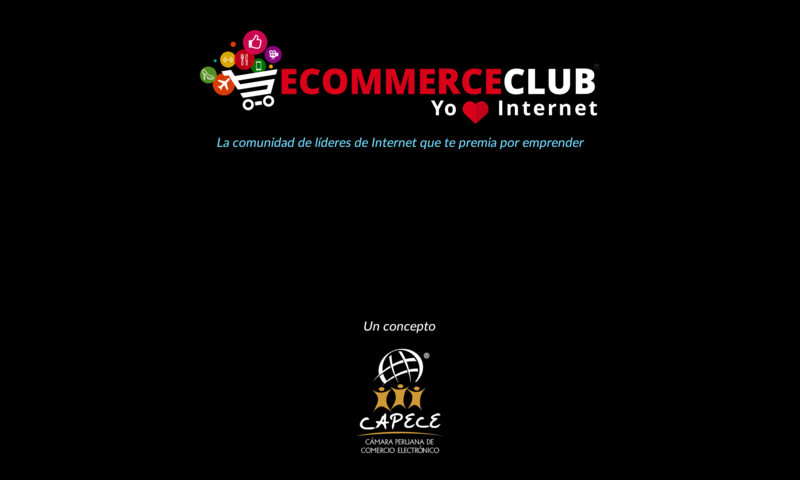 ECOMMERCECLUB
Yo Internet
La comunidad de líderes de Internet que te premia por emprender
Un concepto
®
CAPECE
CÁMARA PERUANA DE
COMERCIO ELECTRÓNICO